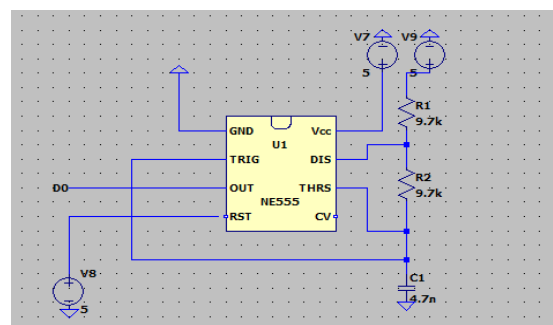 V7
V9
5
5
R1
9.7k
GND
Vcc
U1
TRIG
DIS
R2
9.7k
D0
OUT
THRS
NE555
RST
CV
V8
5
C1
4.7n